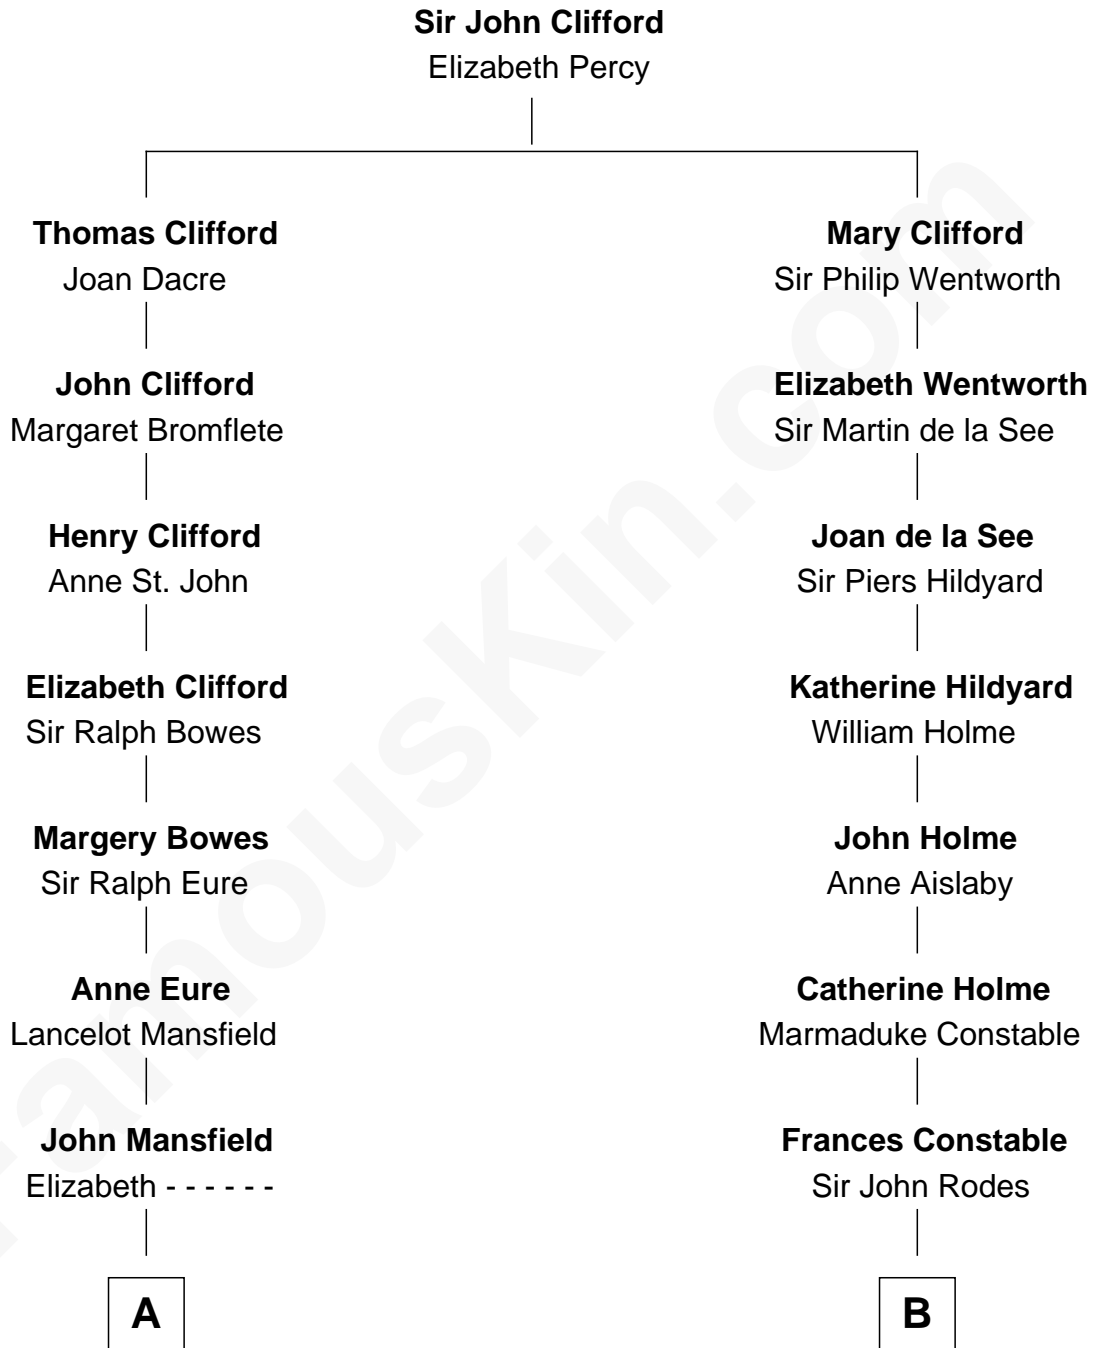 Sir John Clifford
Elizabeth Percy
Thomas Clifford
Joan Dacre
John Clifford
Margaret Bromflete
Henry Clifford
Anne St. John
Elizabeth Clifford
Sir Ralph Bowes
Margery Bowes
Sir Ralph Eure
Anne Eure
Lancelot Mansfield
John Mansfield
Elizabeth - - - - - -
A
Mary Clifford
Sir Philip Wentworth
Elizabeth Wentworth
Sir Martin de la See
Joan de la See
Sir Piers Hildyard
Katherine Hildyard
William Holme
John Holme
Anne Aislaby
Catherine Holme
Marmaduke Constable
Frances Constable
Sir John Rodes
B
FamousKin.com